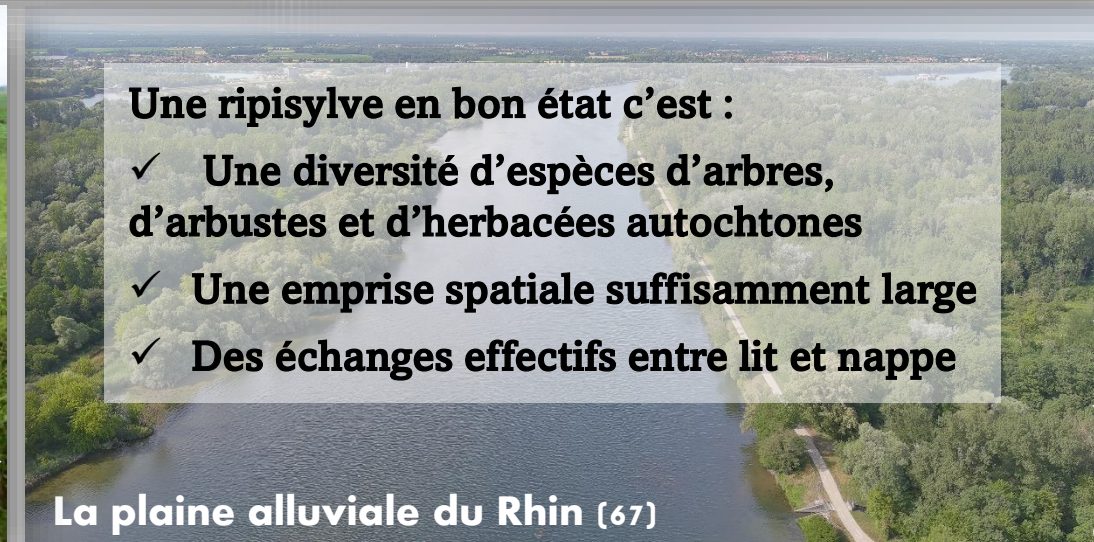 Une ripisylve en bon état c’est :
✓ Une diversité d’espèces d’arbres,
d’arbustes et d’herbacées autochtones
✓ Une emprise spatiale suffisamment large
✓ Des échanges effectifs entre lit et nappe
La plaine alluviale du Rhin (67)